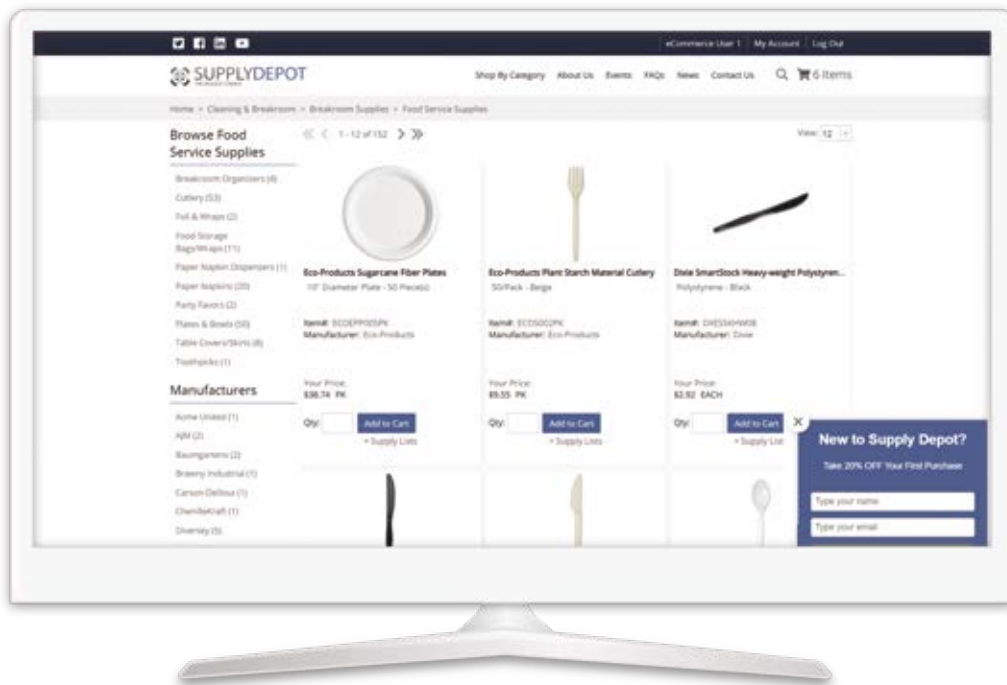 eCommerce User 1 My Account Log Out
SUPPLYDEPOT
Shop By Category About Us Events FAQs News Contact Us 6 Items
Home > Cleaning & Breakroom > Breakroom Supplies > Food Service Supplies
Browse Food
Service Supplies
1 - 12 of 152
View: 12
Breakroom Organizers (4)
Cutlery (53)
Foil & Wraps (2)
Food Storage
Bags/Wraps (11)
Paper Napkin Dispensers (1)
Paper Napkins (20)
Party Favors (2)
Plates & Bowls (50)
Table Covers/Skirts (8)
Toothpicks (1)
Manufacturers
Acme United (1)
AJM (2)
Baumgartens (2)
Brawny Industrial (1)
Carson-Dellosa (1)
ChenilleKraft (1)
Diversey (5)
Eco-Products Sugarcane Fiber Plates
10" Diameter Plate - 50 Piece(s)
Item#: ECOEPP005PK
Manufacturer: Eco-Products
Your Price:
$38.74 PK
Qty: Add to Cart
+ Supply Lists
Eco-Products Plant Starch Material Cutlery
50/Pack - Beige
Item#: ECOS002PK
Manufacturer: Eco-Products
Your Price:
$9.55 PK
Qty: Add to Cart
+ Supply Lists
Dixie SmartStock Heavy-weight Polystyren...
Polystyrene - Black
Item#:
Manufacturer: Dixie
Your Price:
$2.92 EACH
Qty: Add to Cart
+ Supply List
New to Supply Depot?
Take 20% OFF Your First Purchase
Type your name
Type your email